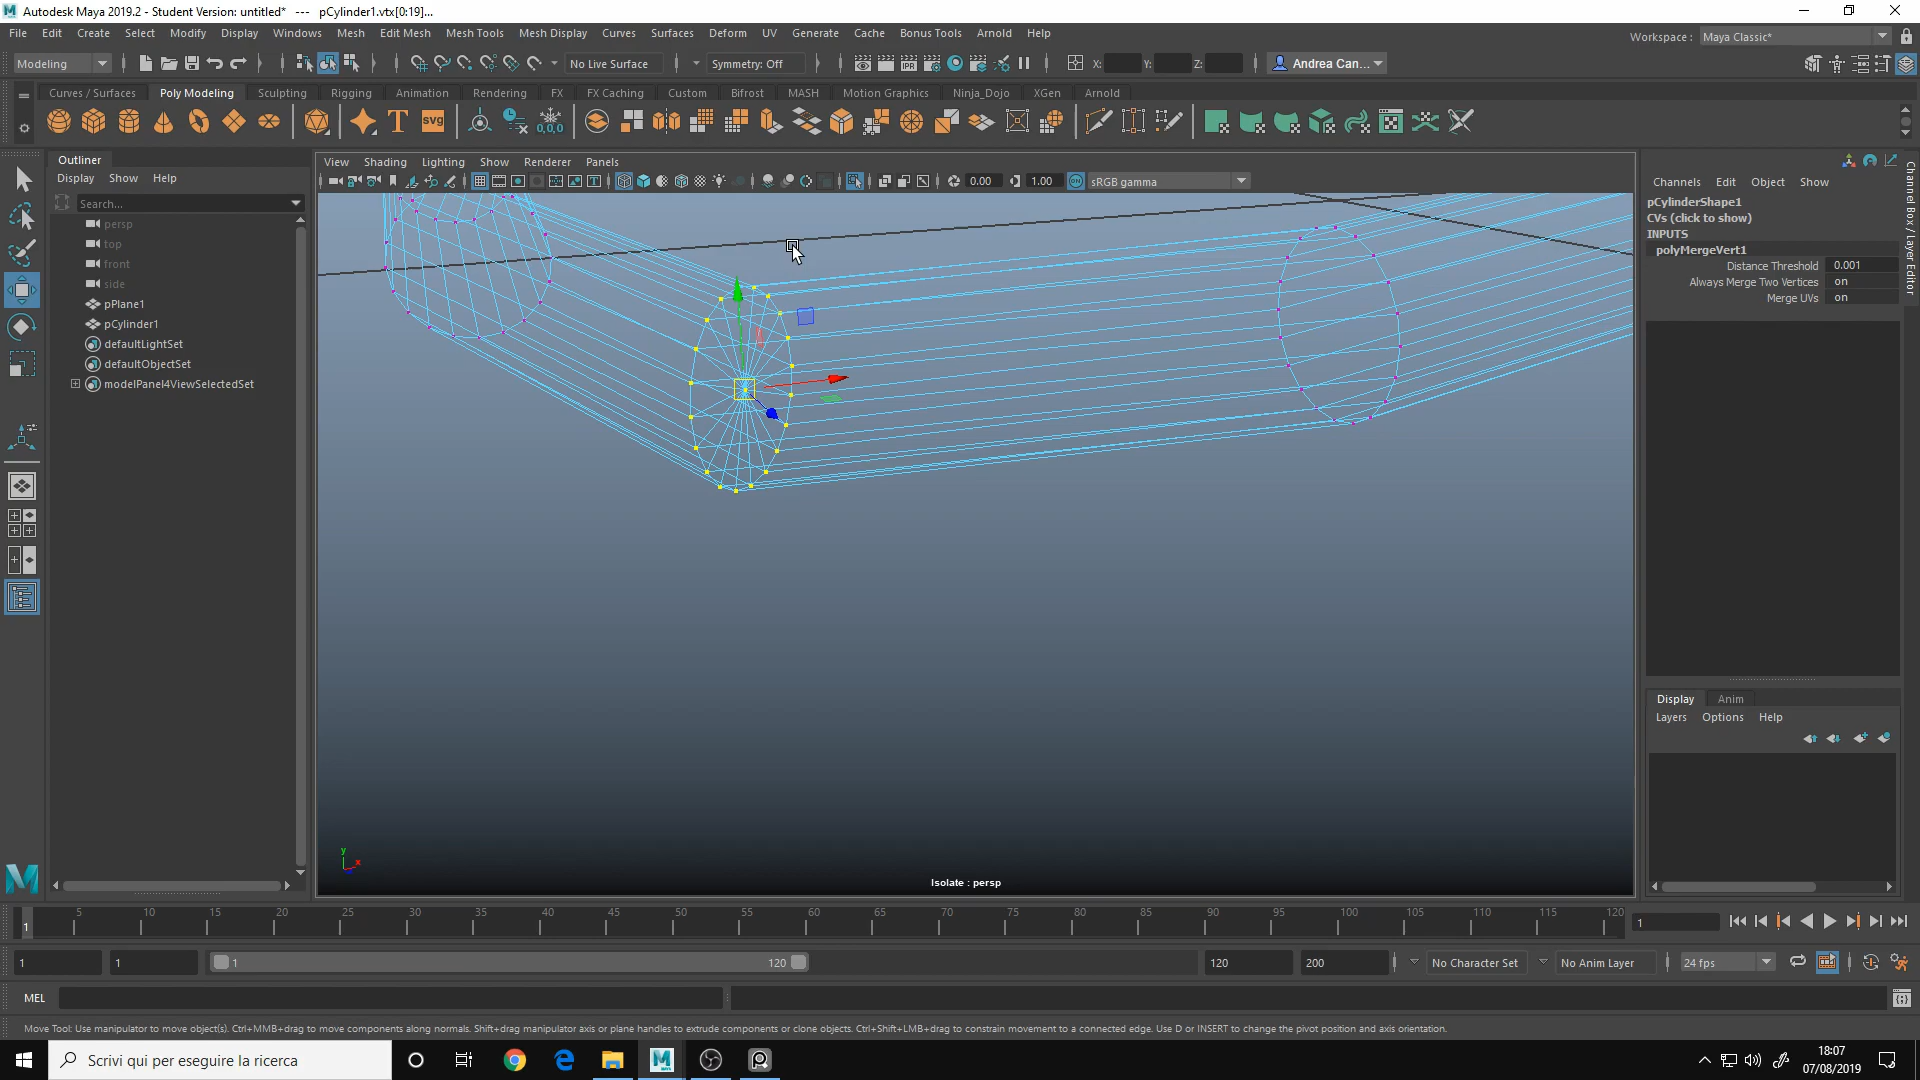 Autodesk Maya 2019.2 - Student Version: untitled* --- pCylinder1.vtx[0:19]...
File Edit Create Select Modify Display Windows Mesh Edit Mesh Mesh Tools Mesh Display Curves Surfaces Deform UV Generate Cache Bonus Tools Arnold Help
Workspace : Maya Classic*
Modeling No Live Surface Symmetry: Off X: Y: Z: Andrea Can...
Curves / Surfaces Poly Modeling Sculpting Rigging Animation Rendering FX FX Caching Custom Bifrost MASH Motion Graphics Ninja_Dojo XGen Arnold
T svg 0,0,0
Outliner
Display Show Help
Search...
persp
top
front
side
pPlane1
pCylinder1
defaultLightSet
defaultObjectSet
modelPanel4ViewSelectedSet
View Shading Lighting Show Renderer Panels
0.00 1.00 ON sRGB gamma
y
x
Isolate : persp
Channels Edit Object Show
pCylinderShape1
CVs (click to show)
INPUTS
polyMergeVert1
Distance Threshold 0.001
Always Merge Two Vertices on
Merge UVs on
Channel Box / Layer Editor
Display Anim
Layers Options Help
1 5 10 15 20 25 30 35 40 45 50 55 60 65 70 75 80 85 90 95 100 105 110 115 120 1
1 1 1 120 120 200 No Character Set No Anim Layer 24 fps
MEL
Move Tool: Use manipulator to move object(s). Ctrl+MMB+drag to move components along normals. Shift+drag manipulator axis or plane handles to extrude components or clone objects. Ctrl+Shift+LMB+drag to constrain movement to a connected edge. Use D or INSERT to change the pivot position and axis orientation.
Scrivi qui per eseguire la ricerca
18:07
07/08/2019